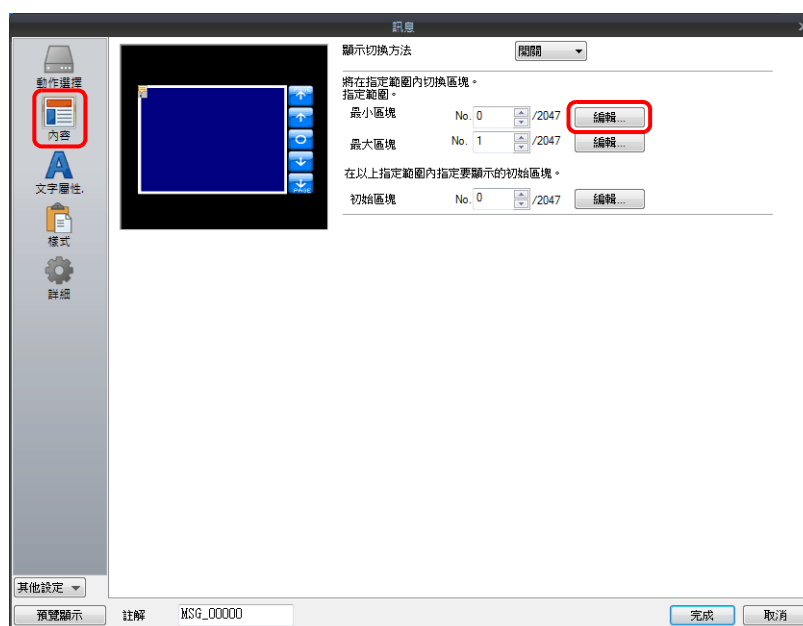 訊息
動作選擇
內容
文字屬性.
樣式
詳細
PAGE
顯示切換方法 開關
將在指定範圍內切換區塊。
指定範圍。
最小區塊 No. 0 /2047 編輯...
最大區塊 No. 1 /2047 編輯...
在以上指定範圍內指定要顯示的初始區塊。
初始區塊 No. 0 /2047 編輯...
其他設定
預覽顯示 註解 MSG_00000 完成 取消